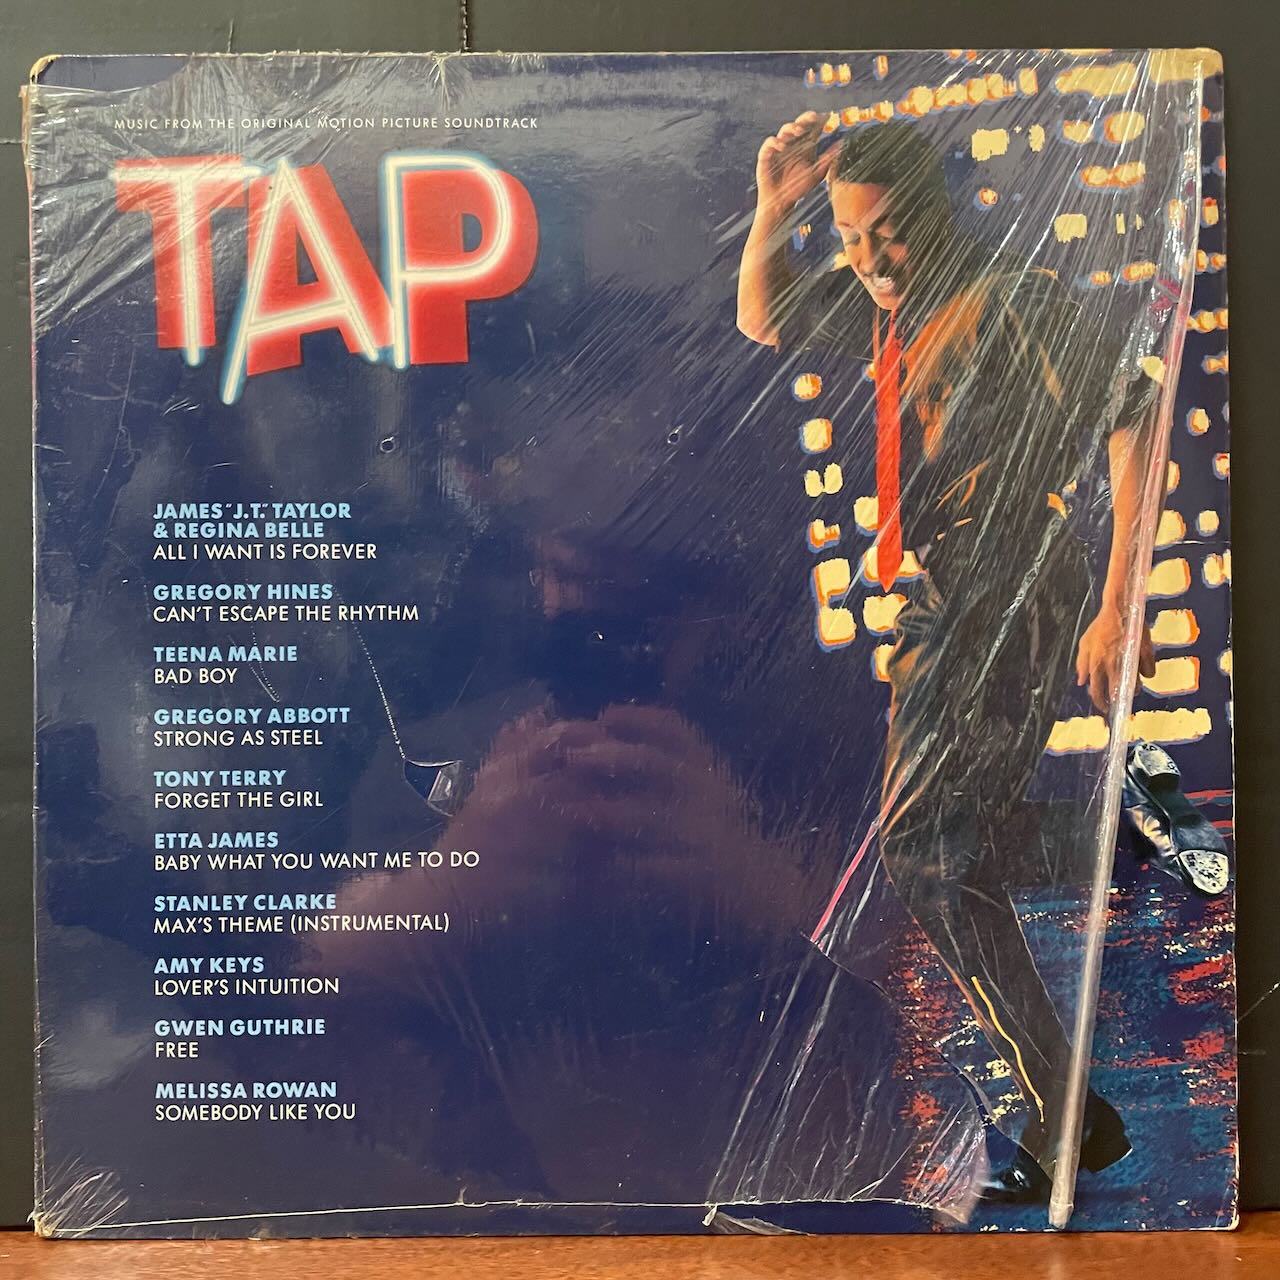 MUSIC FROM THE ORIGINAL MOTION PICTURE SOUNDTRACK
TAP
JAMES "J.T." TAYLOR
& REGINA BELLE
ALL I WANT IS FOREVER
GREGORY HINES
CAN'T ESCAPE THE RHYTHM
TEENA MARIE
BAD BOY
GREGORY ABBOTT
STRONG AS STEEL
TONY TERRY
FORGET THE GIRL
ETTA JAMES
BABY WHAT YOU WANT ME TO DO
STANLEY CLARKE
MAX'S THEME (INSTRUMENTAL)
AMY KEYS
LOVER'S INTUITION
GWEN GUTHRIE
FREE
MELISSA ROWAN
SOMEBODY LIKE YOU